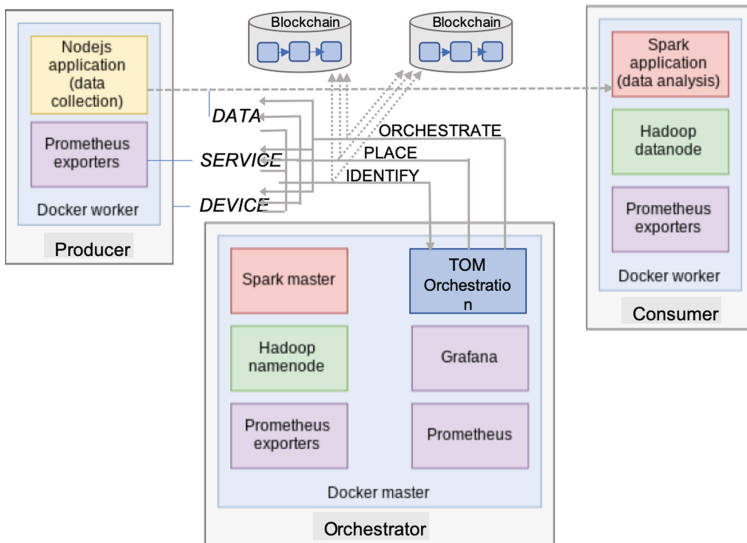 Blockchain
Blockchain
Nodejs
application
(data
collection)
Prometheus
exporters
Docker worker
Producer
DATA
SERVICE
DEVICE
ORCHESTRATE
PLACE
IDENTIFY
Spark
application
(data analysis)
Hadoop
datanode
Prometheus
exporters
Docker worker
Consumer
Spark master
TOM
Orchestratio
n
Hadoop
namenode
Grafana
Prometheus
exporters
Prometheus
Docker master
Orchestrator